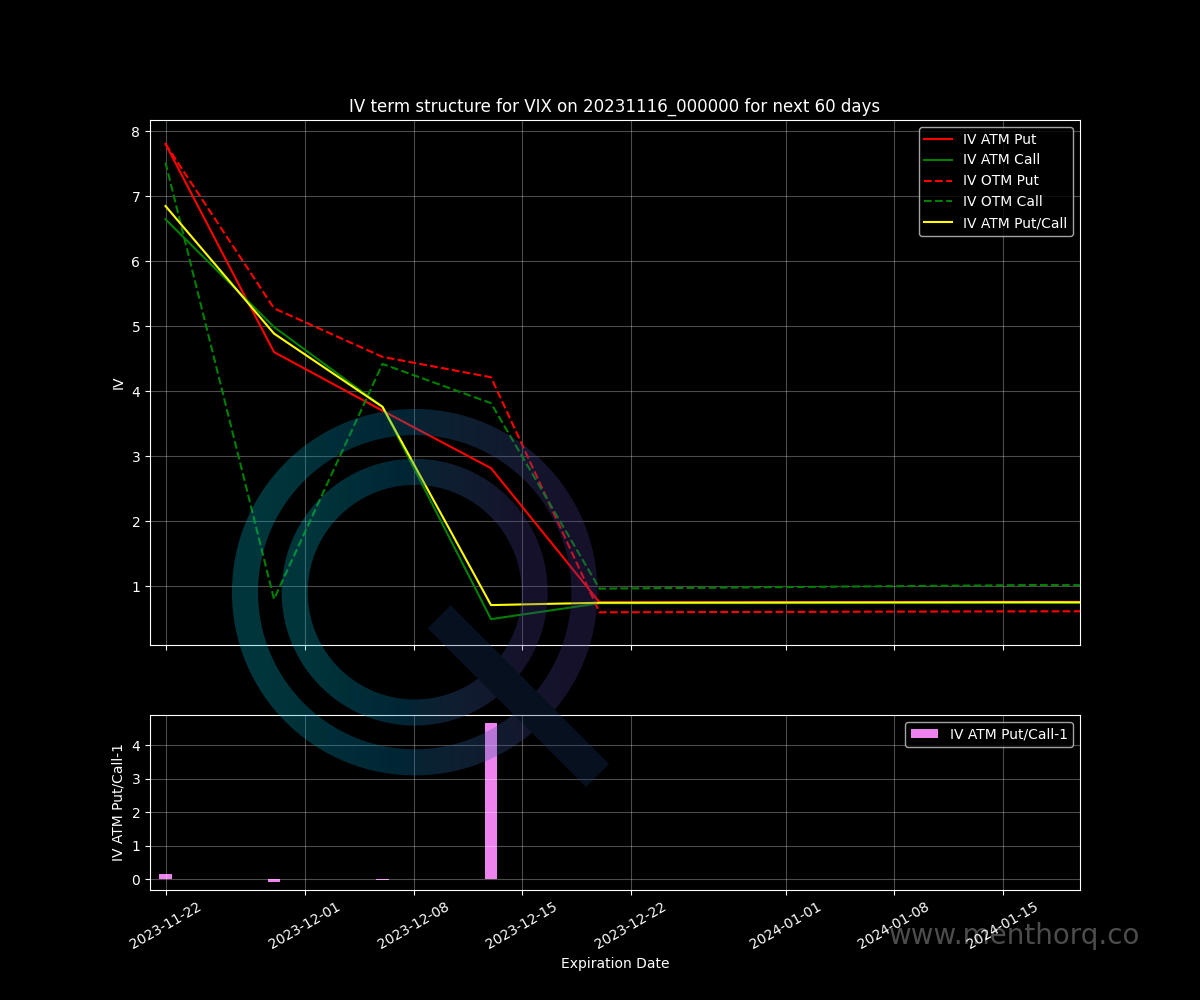 IV term structure for VIX on 20231116_000000 for next 60 days
IV
8
7
6
5
4
3
2
1
IV ATM Put
IV ATM Call
IV OTM Put
IV OTM Call
IV ATM Put/Call
IV ATM Put/Call-1
4
3
2
1
0
IV ATM Put/Call-1
2023-11-22
2023-12-01
2023-12-08
2023-12-15
2023-12-22
2024-01-01
2024-01-08
2024-01-15
www.menthorq.co
Expiration Date